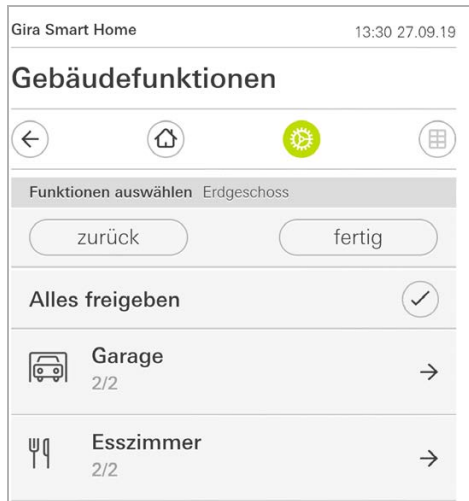 Gira Smart Home 13:30 27.09.19
Gebäudefunktionen
Funktionen auswählen Erdgeschoss
zurück fertig
Alles freigeben
Garage
2/2
Esszimmer
2/2